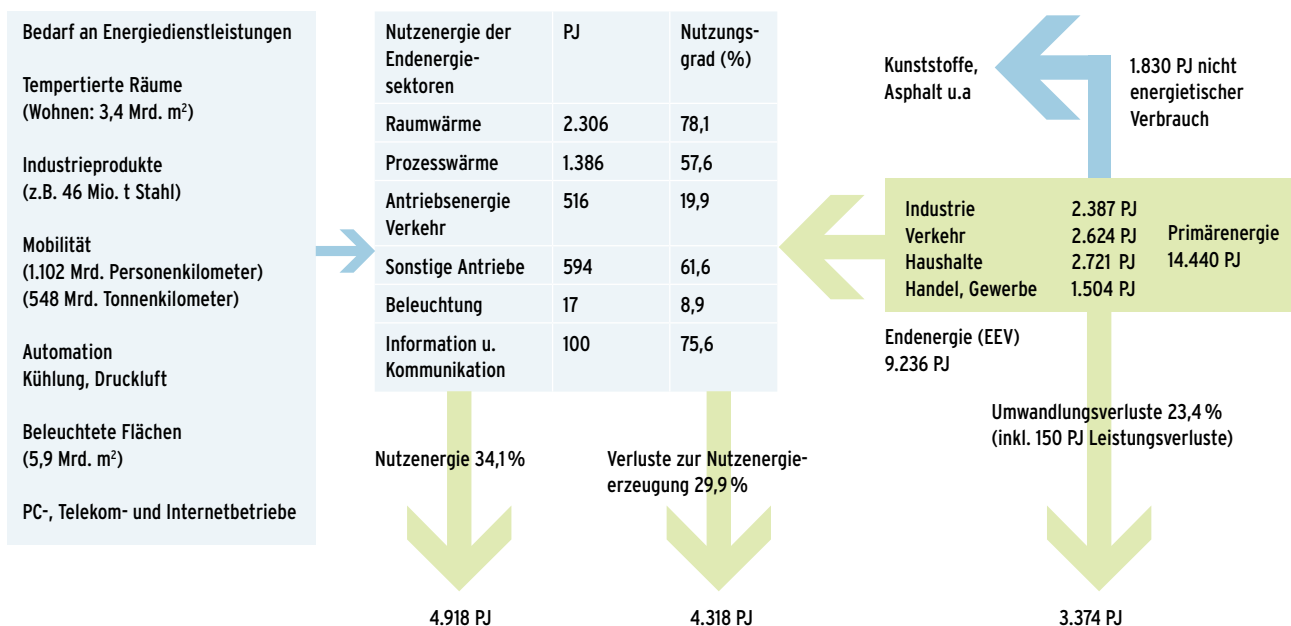 Bedarf an Energiedienstleistungen
Tempertierte Räume
(Wohnen: 3,4 Mrd. m²)
Industrieprodukte
(z.B. 46 Mio. t Stahl)
Mobilität
(1.102 Mrd. Personenkilometer)
(548 Mrd. Tonnenkilometer)
Automation
Kühlung, Druckluft
Beleuchtete Flächen
(5,9 Mrd. m²)
PC-, Telekom- und Internetbetriebe
Nutzenergie der
Endenergie-
sektoren
PJ
Nutzungs-
grad (%)
Raumwärme 2.306 78,1
Prozesswärme 1.386 57,6
Antriebsenergie
Verkehr
516 19,9
Sonstige Antriebe 594 61,6
Beleuchtung 17 8,9
Information u.
Kommunikation
100 75,6
Nutzenergie 34,1 %
4.918 PJ
Verluste zur Nutzenergie-
erzeugung 29,9 %
4.318 PJ
Kunststoffe,
Asphalt u.a
1.830 PJ nicht
energietischer
Verbrauch
Industrie 2.387 PJ
Verkehr 2.624 PJ
Haushalte 2.721 PJ
Handel, Gewerbe 1.504 PJ
Primärenergie
14.440 PJ
Endenergie (EEV)
9.236 PJ
Umwandlungsverluste 23,4 %
(inkl. 150 PJ Leistungsverluste)
3.374 PJ